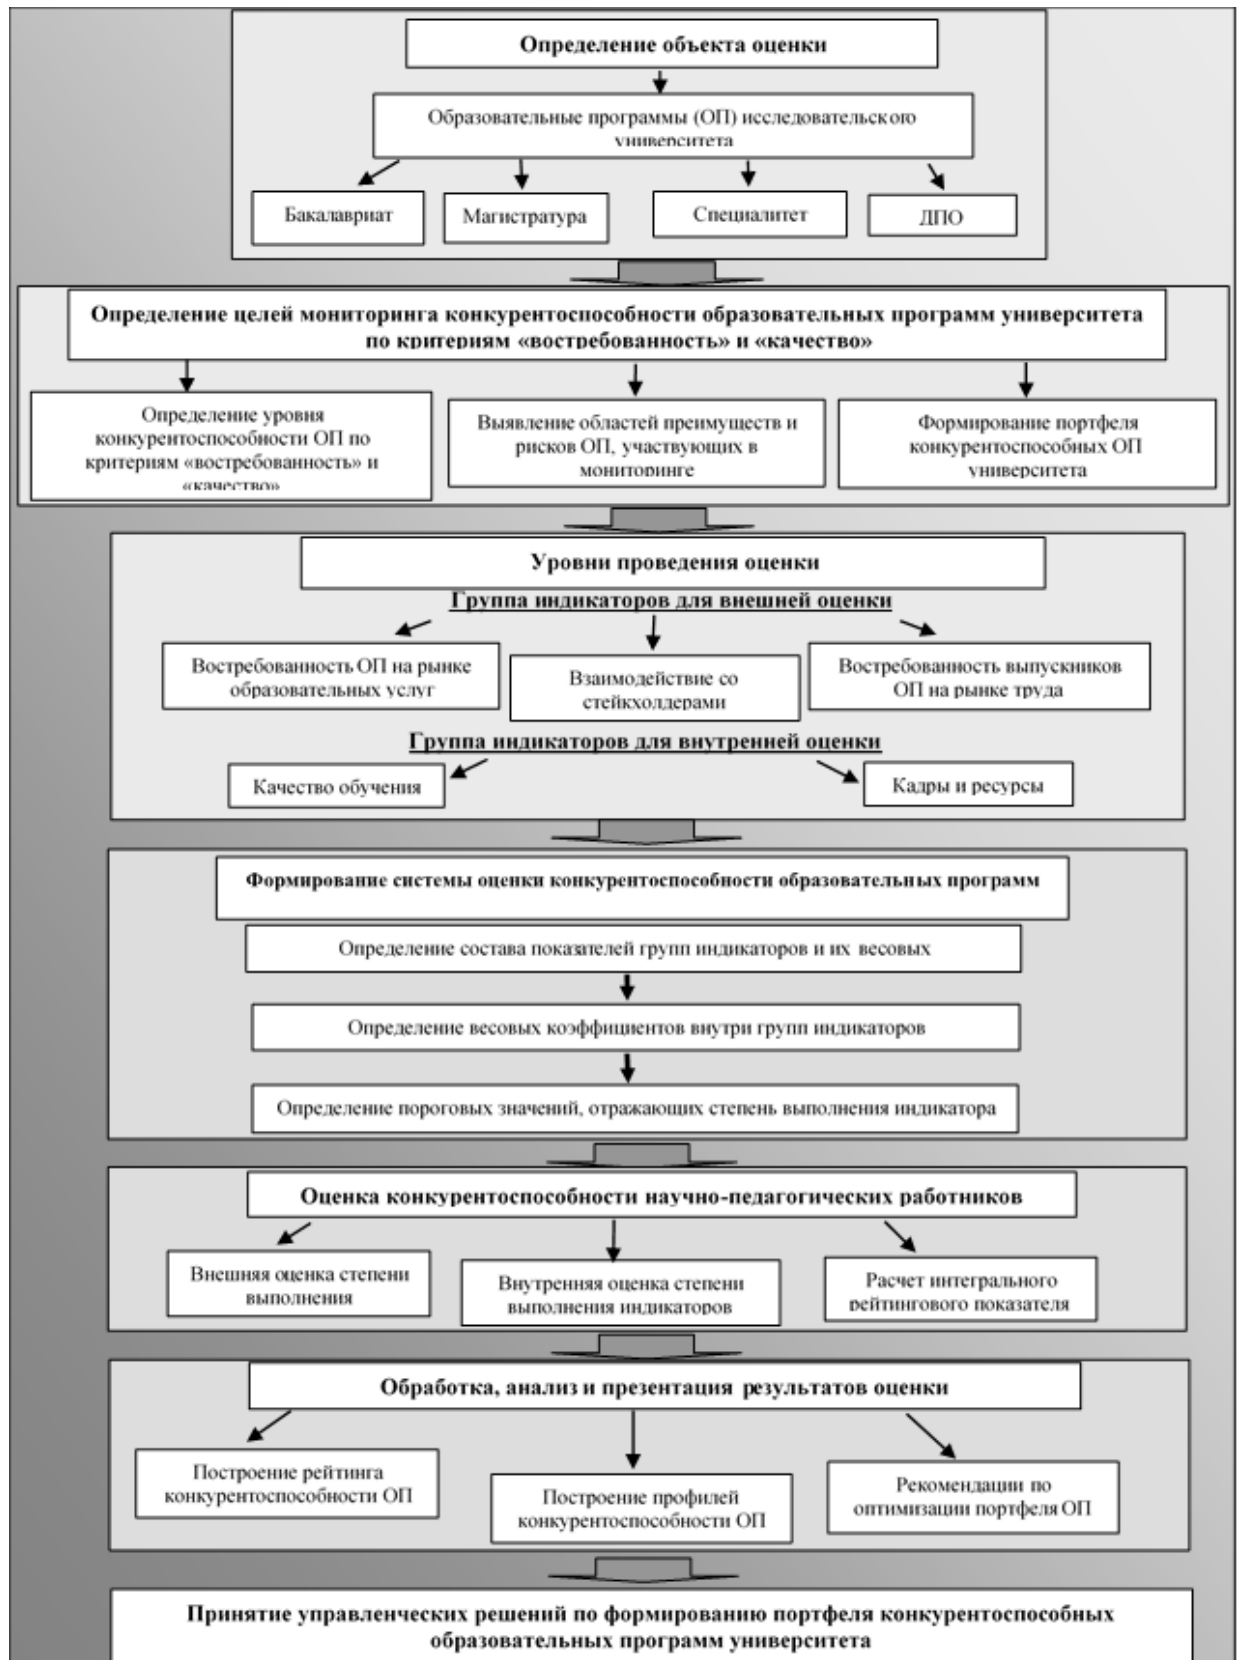 Определение объекта оценки
Образовательные программы (ОП) исследовательского
университета
Бакалавриат
Магистратура
Специалитет
ДПО
Определение целей мониторинга конкурентоспособности образовательных программ университета
по критериям «востребованность» и «качество»
Определение уровня
конкурентоспособности ОП по
критериям «востребованность» и
«качество»
Выявление областей преимуществ и
рисков ОП, участвующих в
мониторинге
Формирование портфеля
конкурентоспособных ОП
университета
Уровни проведения оценки
Группа индикаторов для внешней оценки
Востребованность ОП на рынке
образовательных услуг
Взаимодействие со
стейкхолдерами
Востребованность выпускников
ОП на рынке труда
Группа индикаторов для внутренней оценки
Качество обучения
Кадры и ресурсы
Формирование системы оценки конкурентоспособности образовательных программ
Определение состава показателей групп индикаторов и их весовых
Определение весовых коэффициентов внутри групп индикаторов
Определение пороговых значений, отражающих степень выполнения индикатора
Оценка конкурентоспособности научно-педагогических работников
Внешняя оценка степени
выполнения
Внутренняя оценка степени
выполнения индикаторов
Расчет интегрального
рейтингового показателя
Обработка, анализ и презентация результатов оценки
Построение рейтинга
конкурентоспособности ОП
Построение профилей
конкурентоспособности ОП
Рекомендации по
оптимизации портфеля ОП
Принятие управленческих решений по формированию портфеля конкурентоспособных
образовательных программ университета